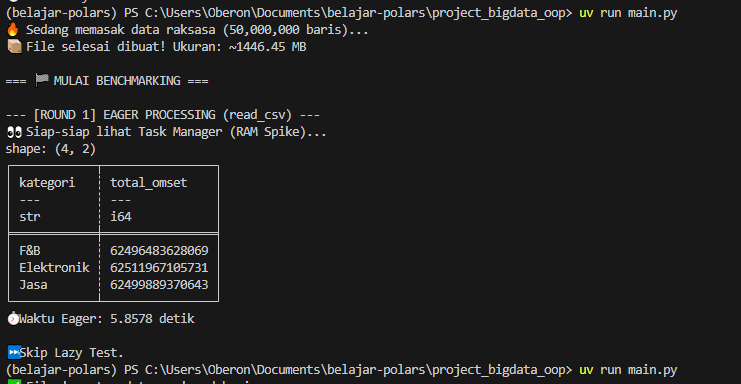 (belajar-polars) PS C:\Users\Oberon\Documents\belajar-polars\project_bigdata_oop> uv run main.py
🔥 Sedang memasak data raksasa (50,000,000 baris)...
📦 File selesai dibuat! Ukuran: ~1446.45 MB
=== 🏁 MULAI BENCHMARKING ===
--- [ROUND 1] EAGER PROCESSING (read_csv) ---
👀 Siap-siap lihat Task Manager (RAM Spike)...
shape: (4, 2)
kategori total_omset
--- ---
str i64
F&B 62496483628069
Elektronik 62511967105731
Jasa 62499889370643
⏱️Waktu Eager: 5.8578 detik
⏩Skip Lazy Test.
(belajar-polars) PS C:\Users\Oberon\Documents\belajar-polars\project_bigdata_oop> uv run main.py